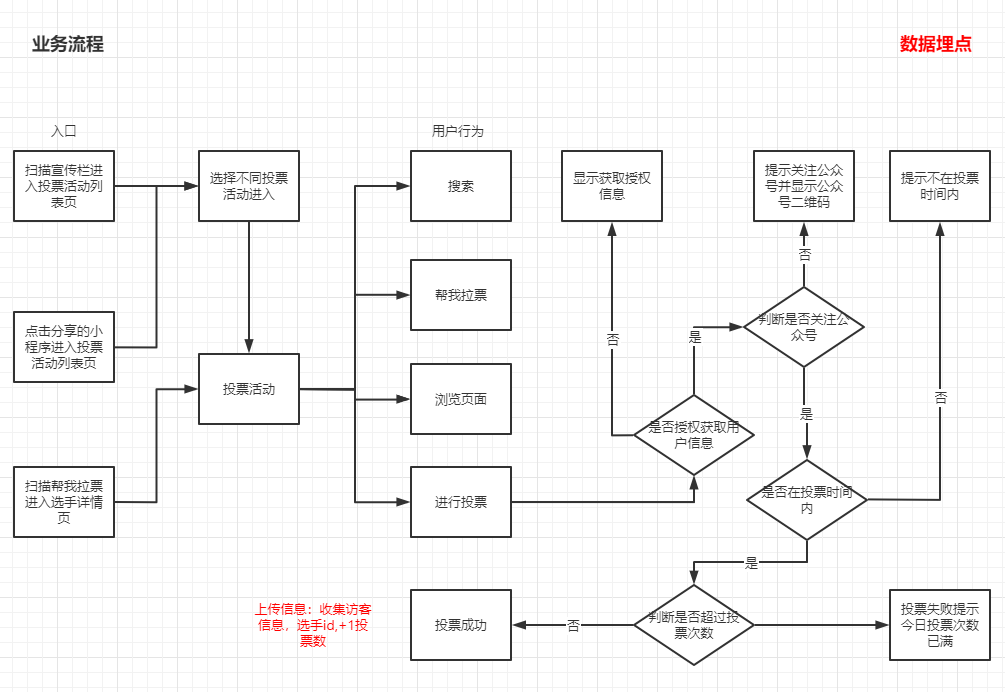 业务流程
数据埋点
入口
用户行为
扫描宣传栏进
入投票活动列
表页
选择不同投票
活动进入
搜索
显示获取授权
信息
提示关注公众
号并显示公众
号二维码
提示不在投票
时间内
否
帮我拉票
点击分享的小
程序进入投票
活动列表页
判断是否关注公
众号
否
是
投票活动
浏览页面
否
是
是否授权获取用
户信息
扫描帮我拉票
进入选手详情
页
进行投票
是否在投票时间
内
是
上传信息：收集访客
信息，选手id,+1投
票数
投票成功
否
判断是否超过投
票次数
投票失败提示
今日投票次数
已满